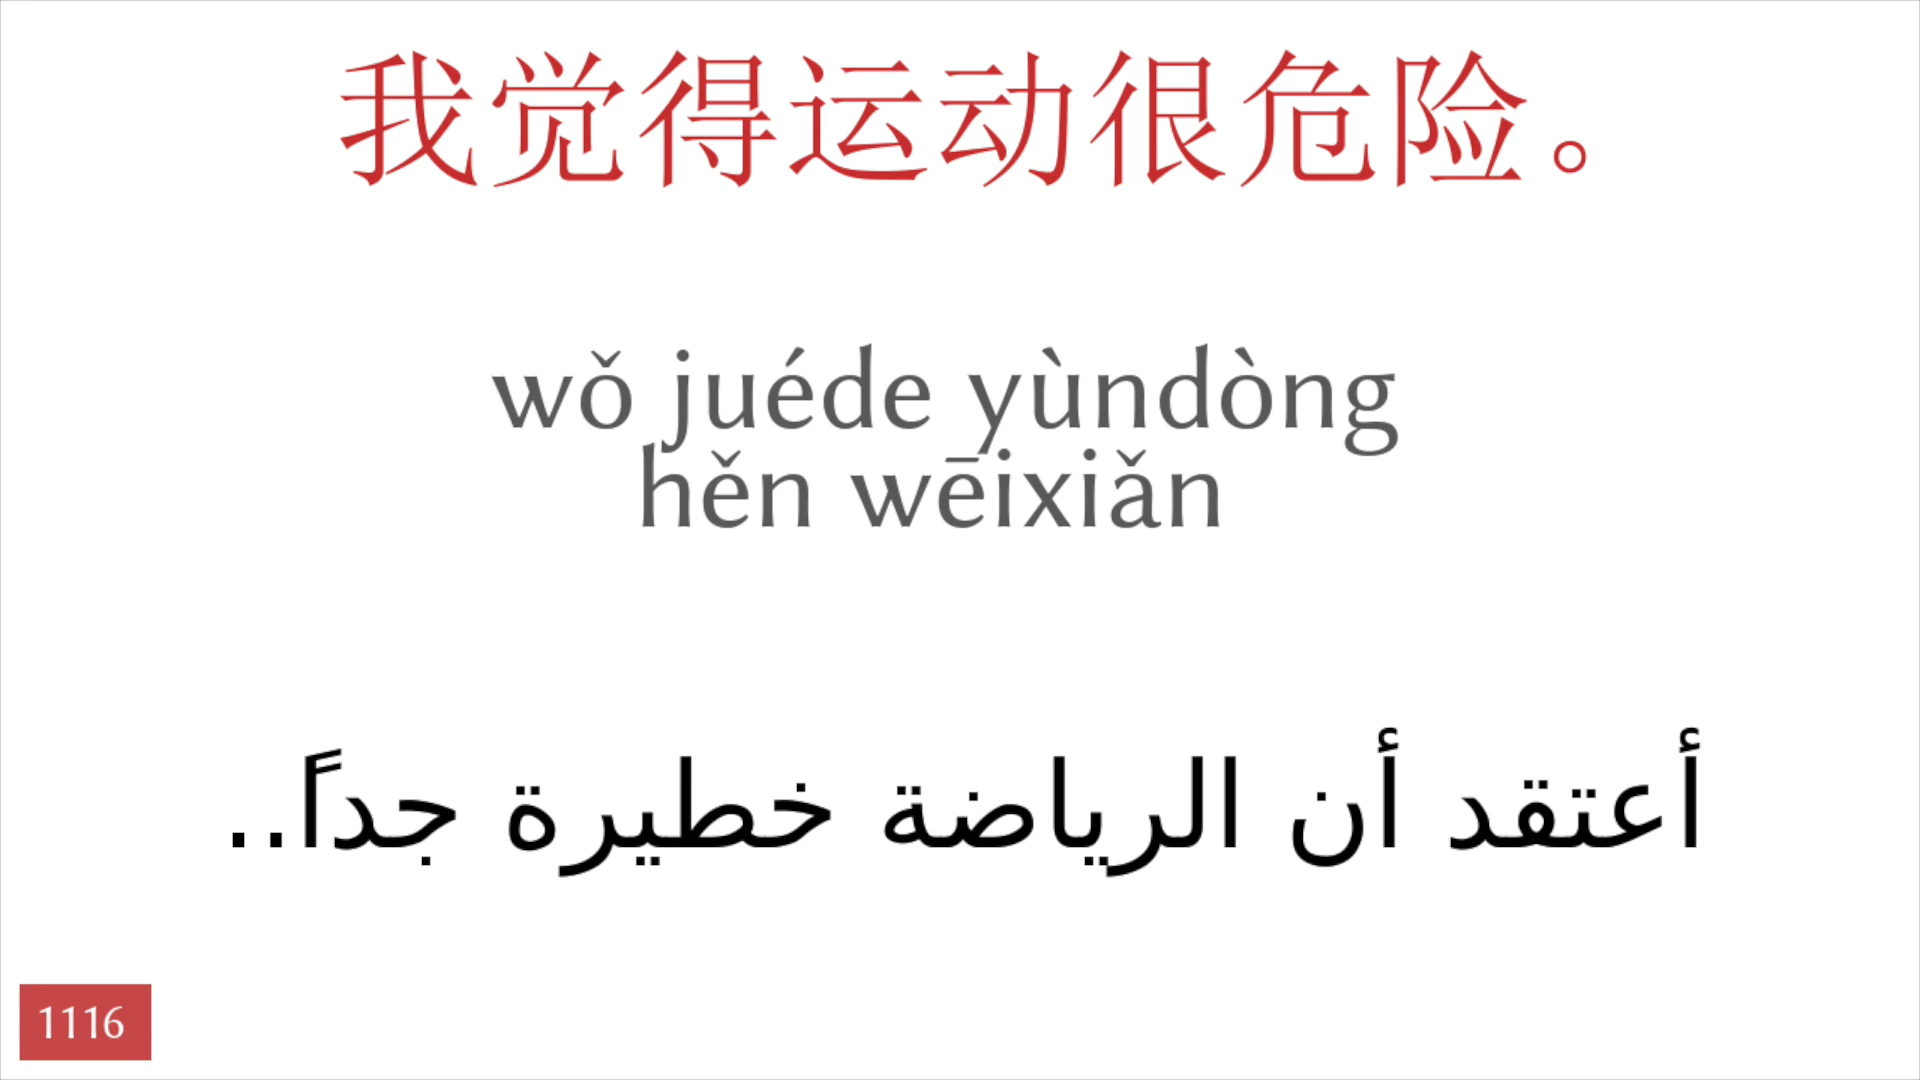 我觉得运动很危险。
wǒ juéde yùndòng
hěn wēixiǎn
أعتقد أن الرياضة خطيرة جداً..
1116